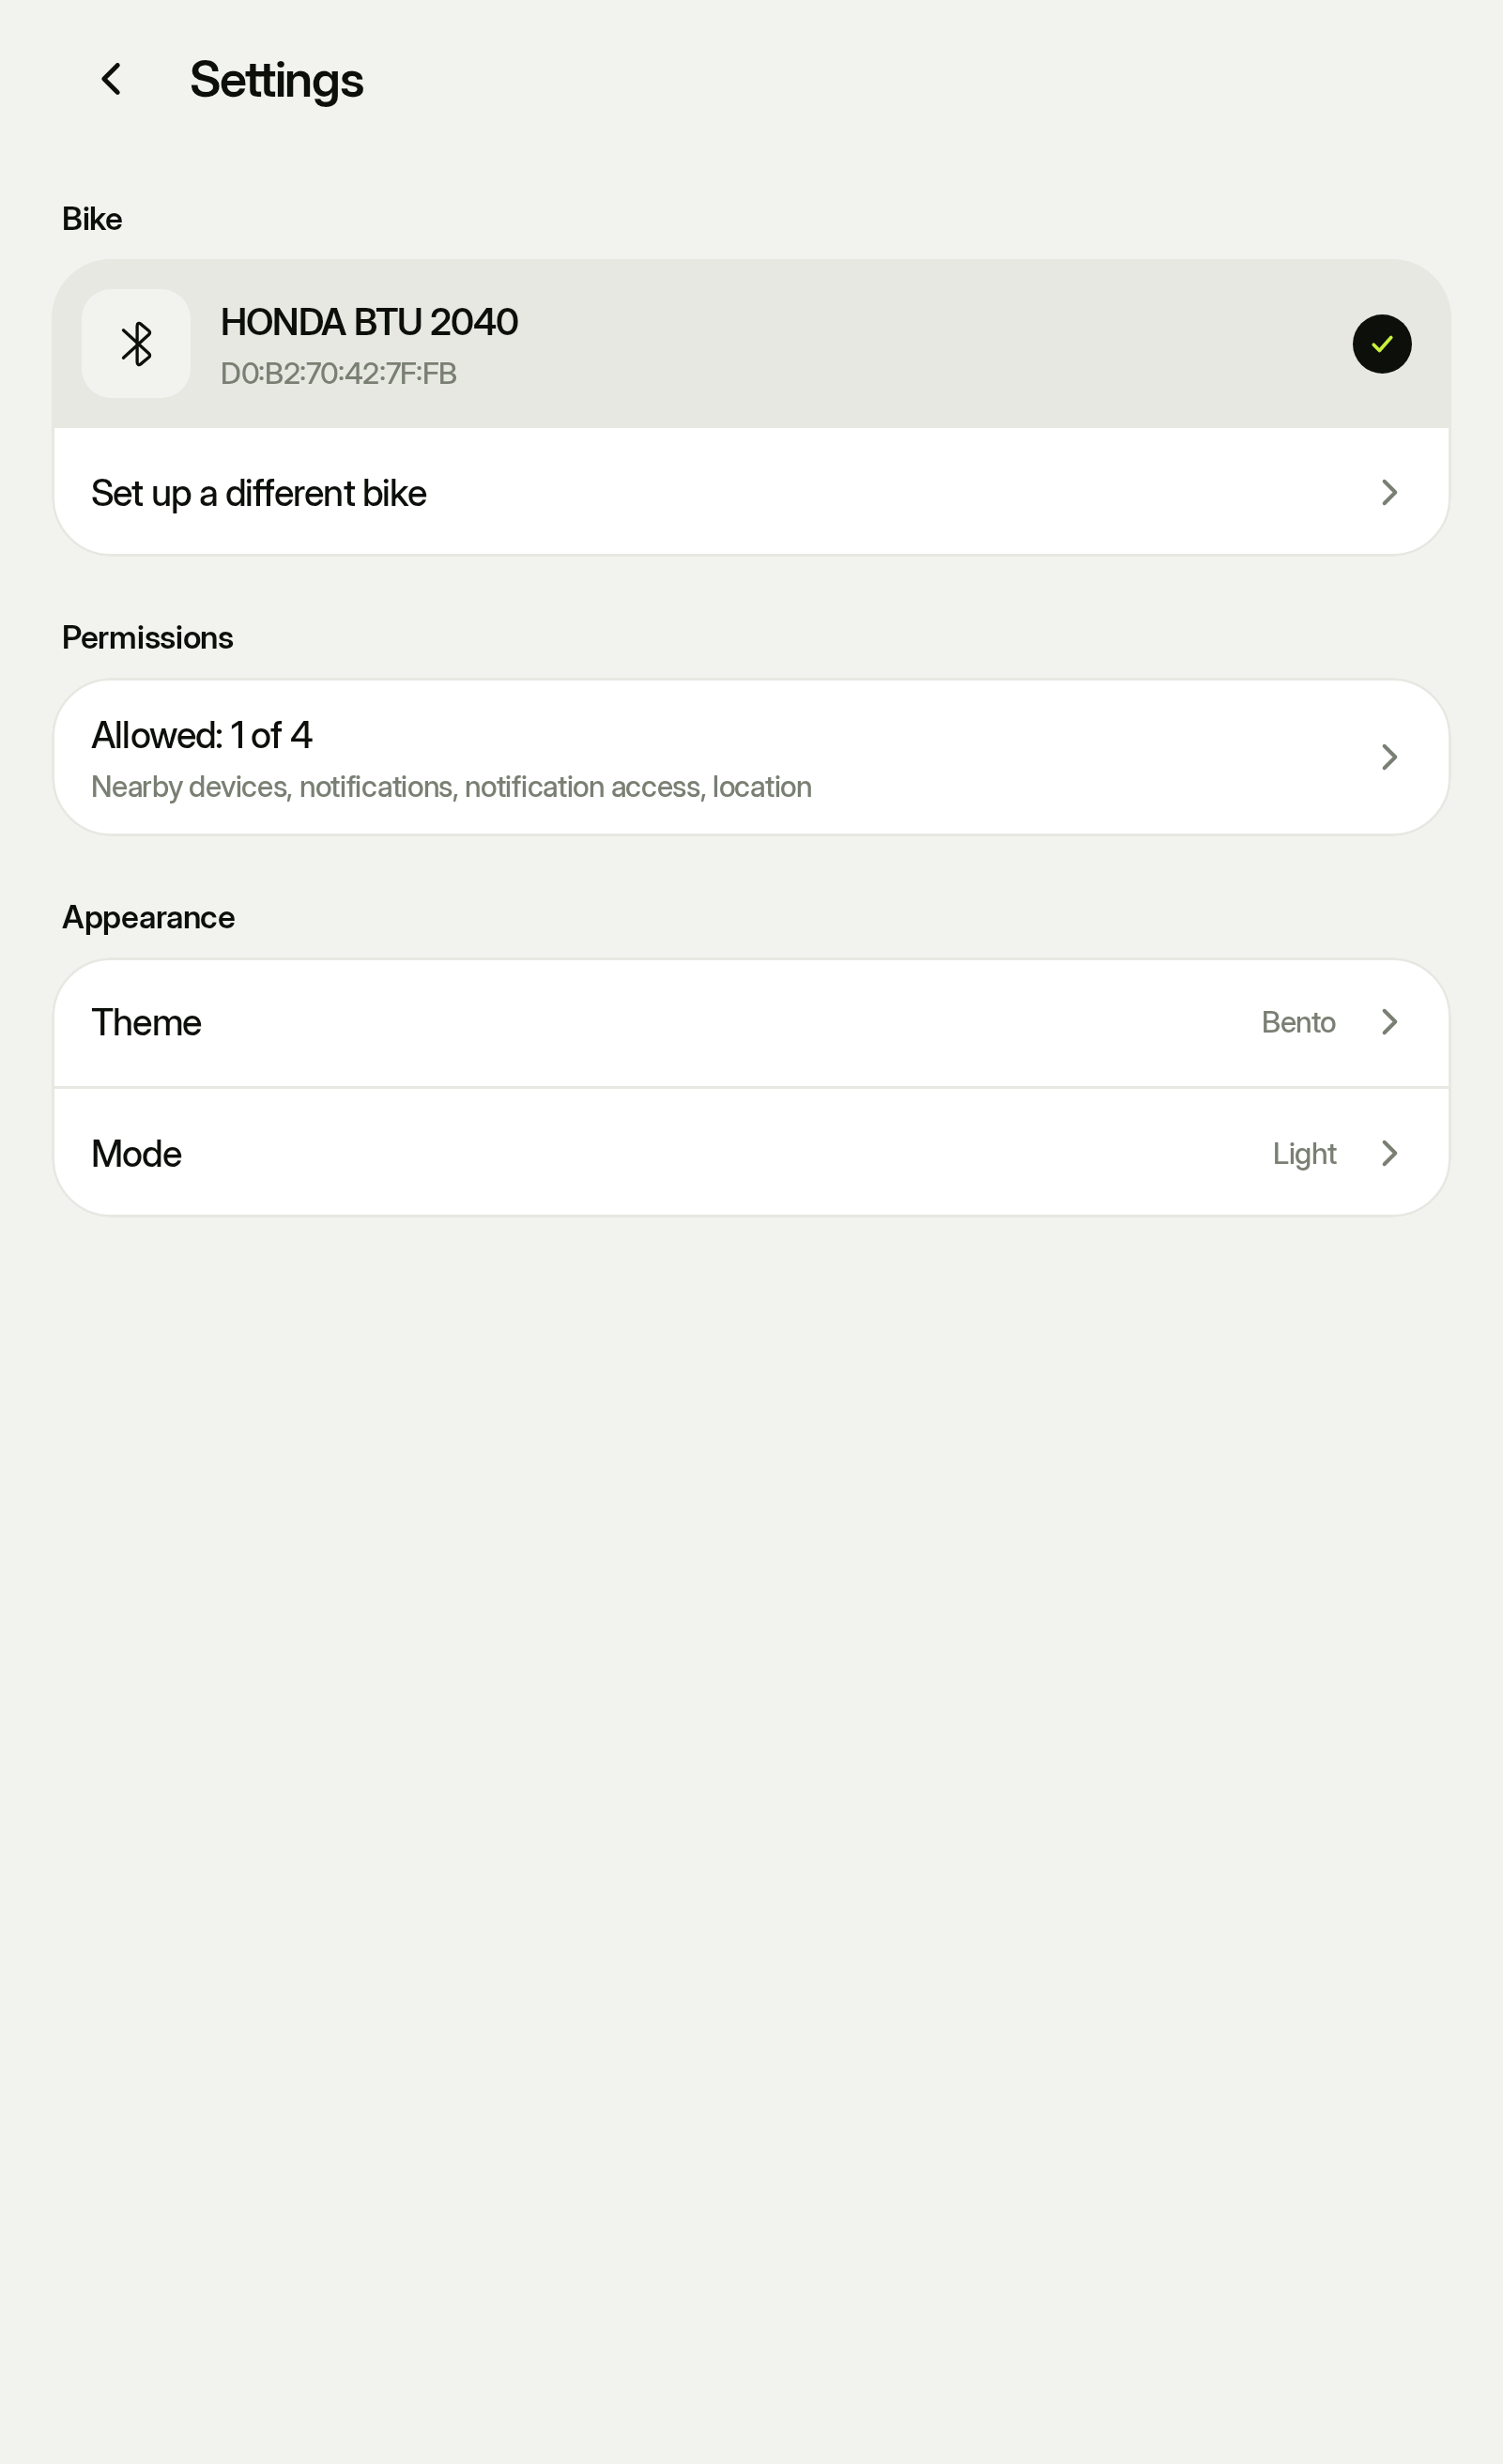 Settings
Bike
HONDA BTU 2040
D0:B2:70:42:7F:FB
Set up a different bike
Permissions
Allowed: 1 of 4
Nearby devices, notifications, notification access, location
Appearance
Theme
Bento
Mode
Light